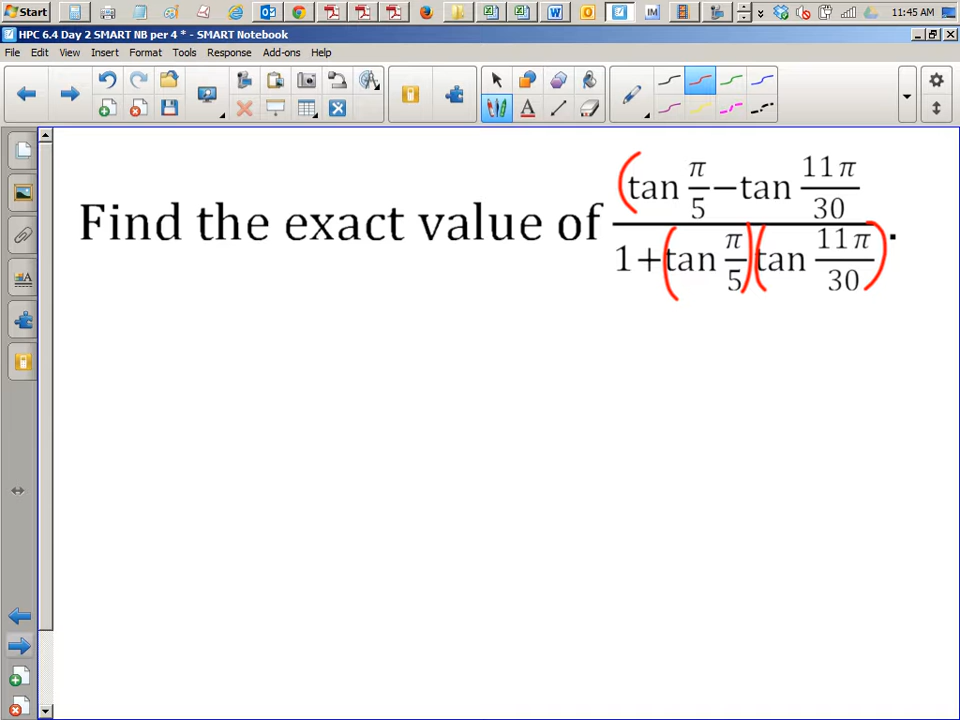 Start
11:45 AM
HPC 6.4 Day 2 SMART NB per 4 * - SMART Notebook
File Edit View Insert Format Tools Response Add-ons Help
Find the exact value of (tan π/5 − tan 11π/30
1+(tan π/5)(tan 11π/30).